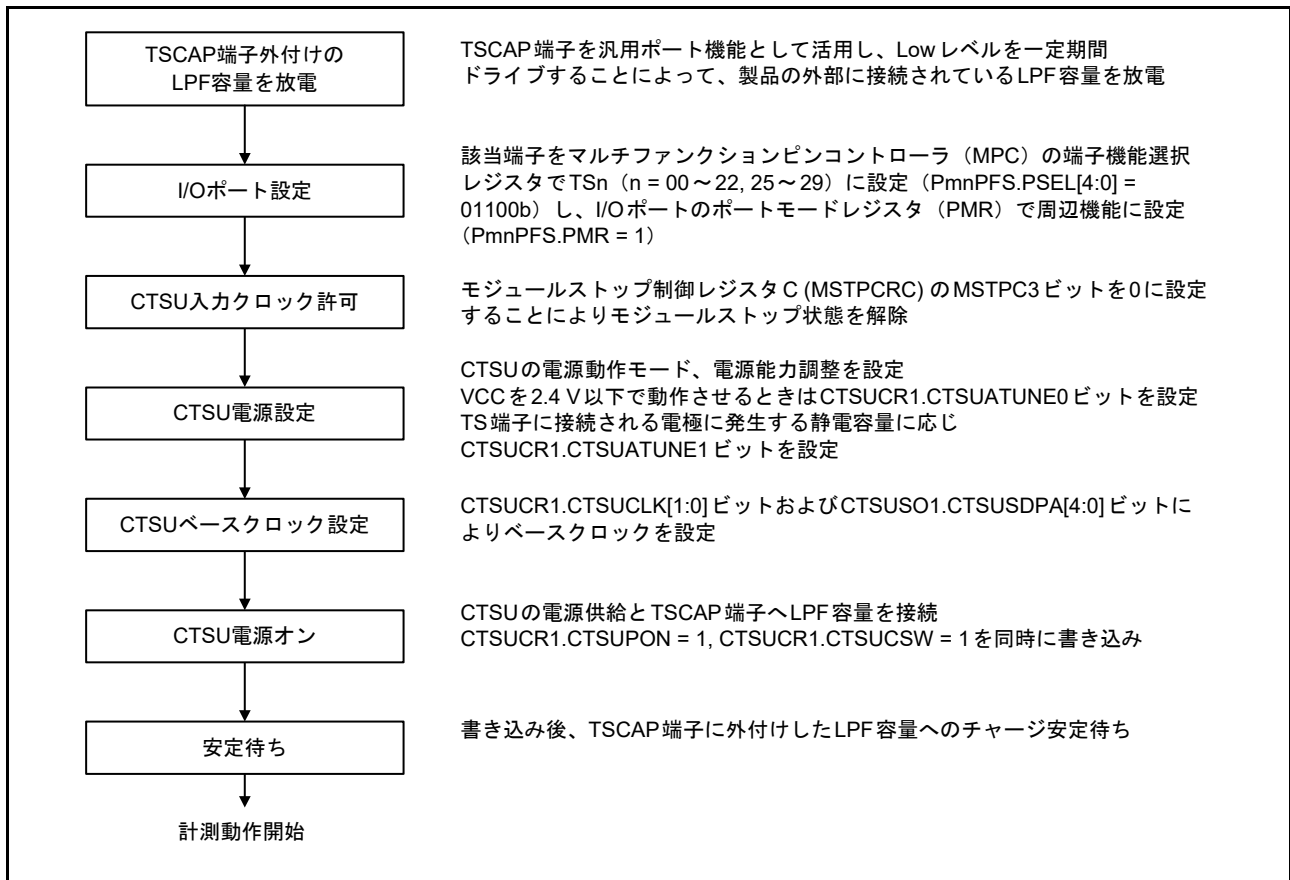 TSCAP端子外付けの
LPF容量を放電
TSCAP端子を汎用ポート機能として活用し、Lowレベルを一定期間
ドライブすることによって、製品の外部に接続されているLPF容量を放電
I/Oポート設定
該当端子をマルチファンクションピンコントローラ（MPC）の端子機能選択
レジスタでTSn（n = 00～22, 25～29）に設定（PmnPFS.PSEL[4:0] =
01100b）し、I/Oポートのポートモードレジスタ（PMR）で周辺機能に設定
（PmnPFS.PMR = 1）
CTSU入力クロック許可
モジュールストップ制御レジスタC (MSTPCRC) のMSTPC3ビットを0に設定
することによりモジュールストップ状態を解除
CTSU電源設定
CTSUの電源動作モード、電源能力調整を設定
VCCを2.4 V以下で動作させるときはCTSUCR1.CTSUATUNE0ビットを設定
TS端子に接続される電極に発生する静電容量に応じ
CTSUCR1.CTSUATUNE1ビットを設定
CTSUベースクロック設定
CTSUCR1.CTSUCLK[1:0]ビットおよびCTSUSO1.CTSUSDPA[4:0]ビットに
よりベースクロックを設定
CTSU電源オン
CTSUの電源供給とTSCAP端子へLPF容量を接続
CTSUCR1.CTSUPON = 1, CTSUCR1.CTSUCSW = 1を同時に書き込み
安定待ち
書き込み後、TSCAP端子に外付けしたLPF容量へのチャージ安定待ち
計測動作開始